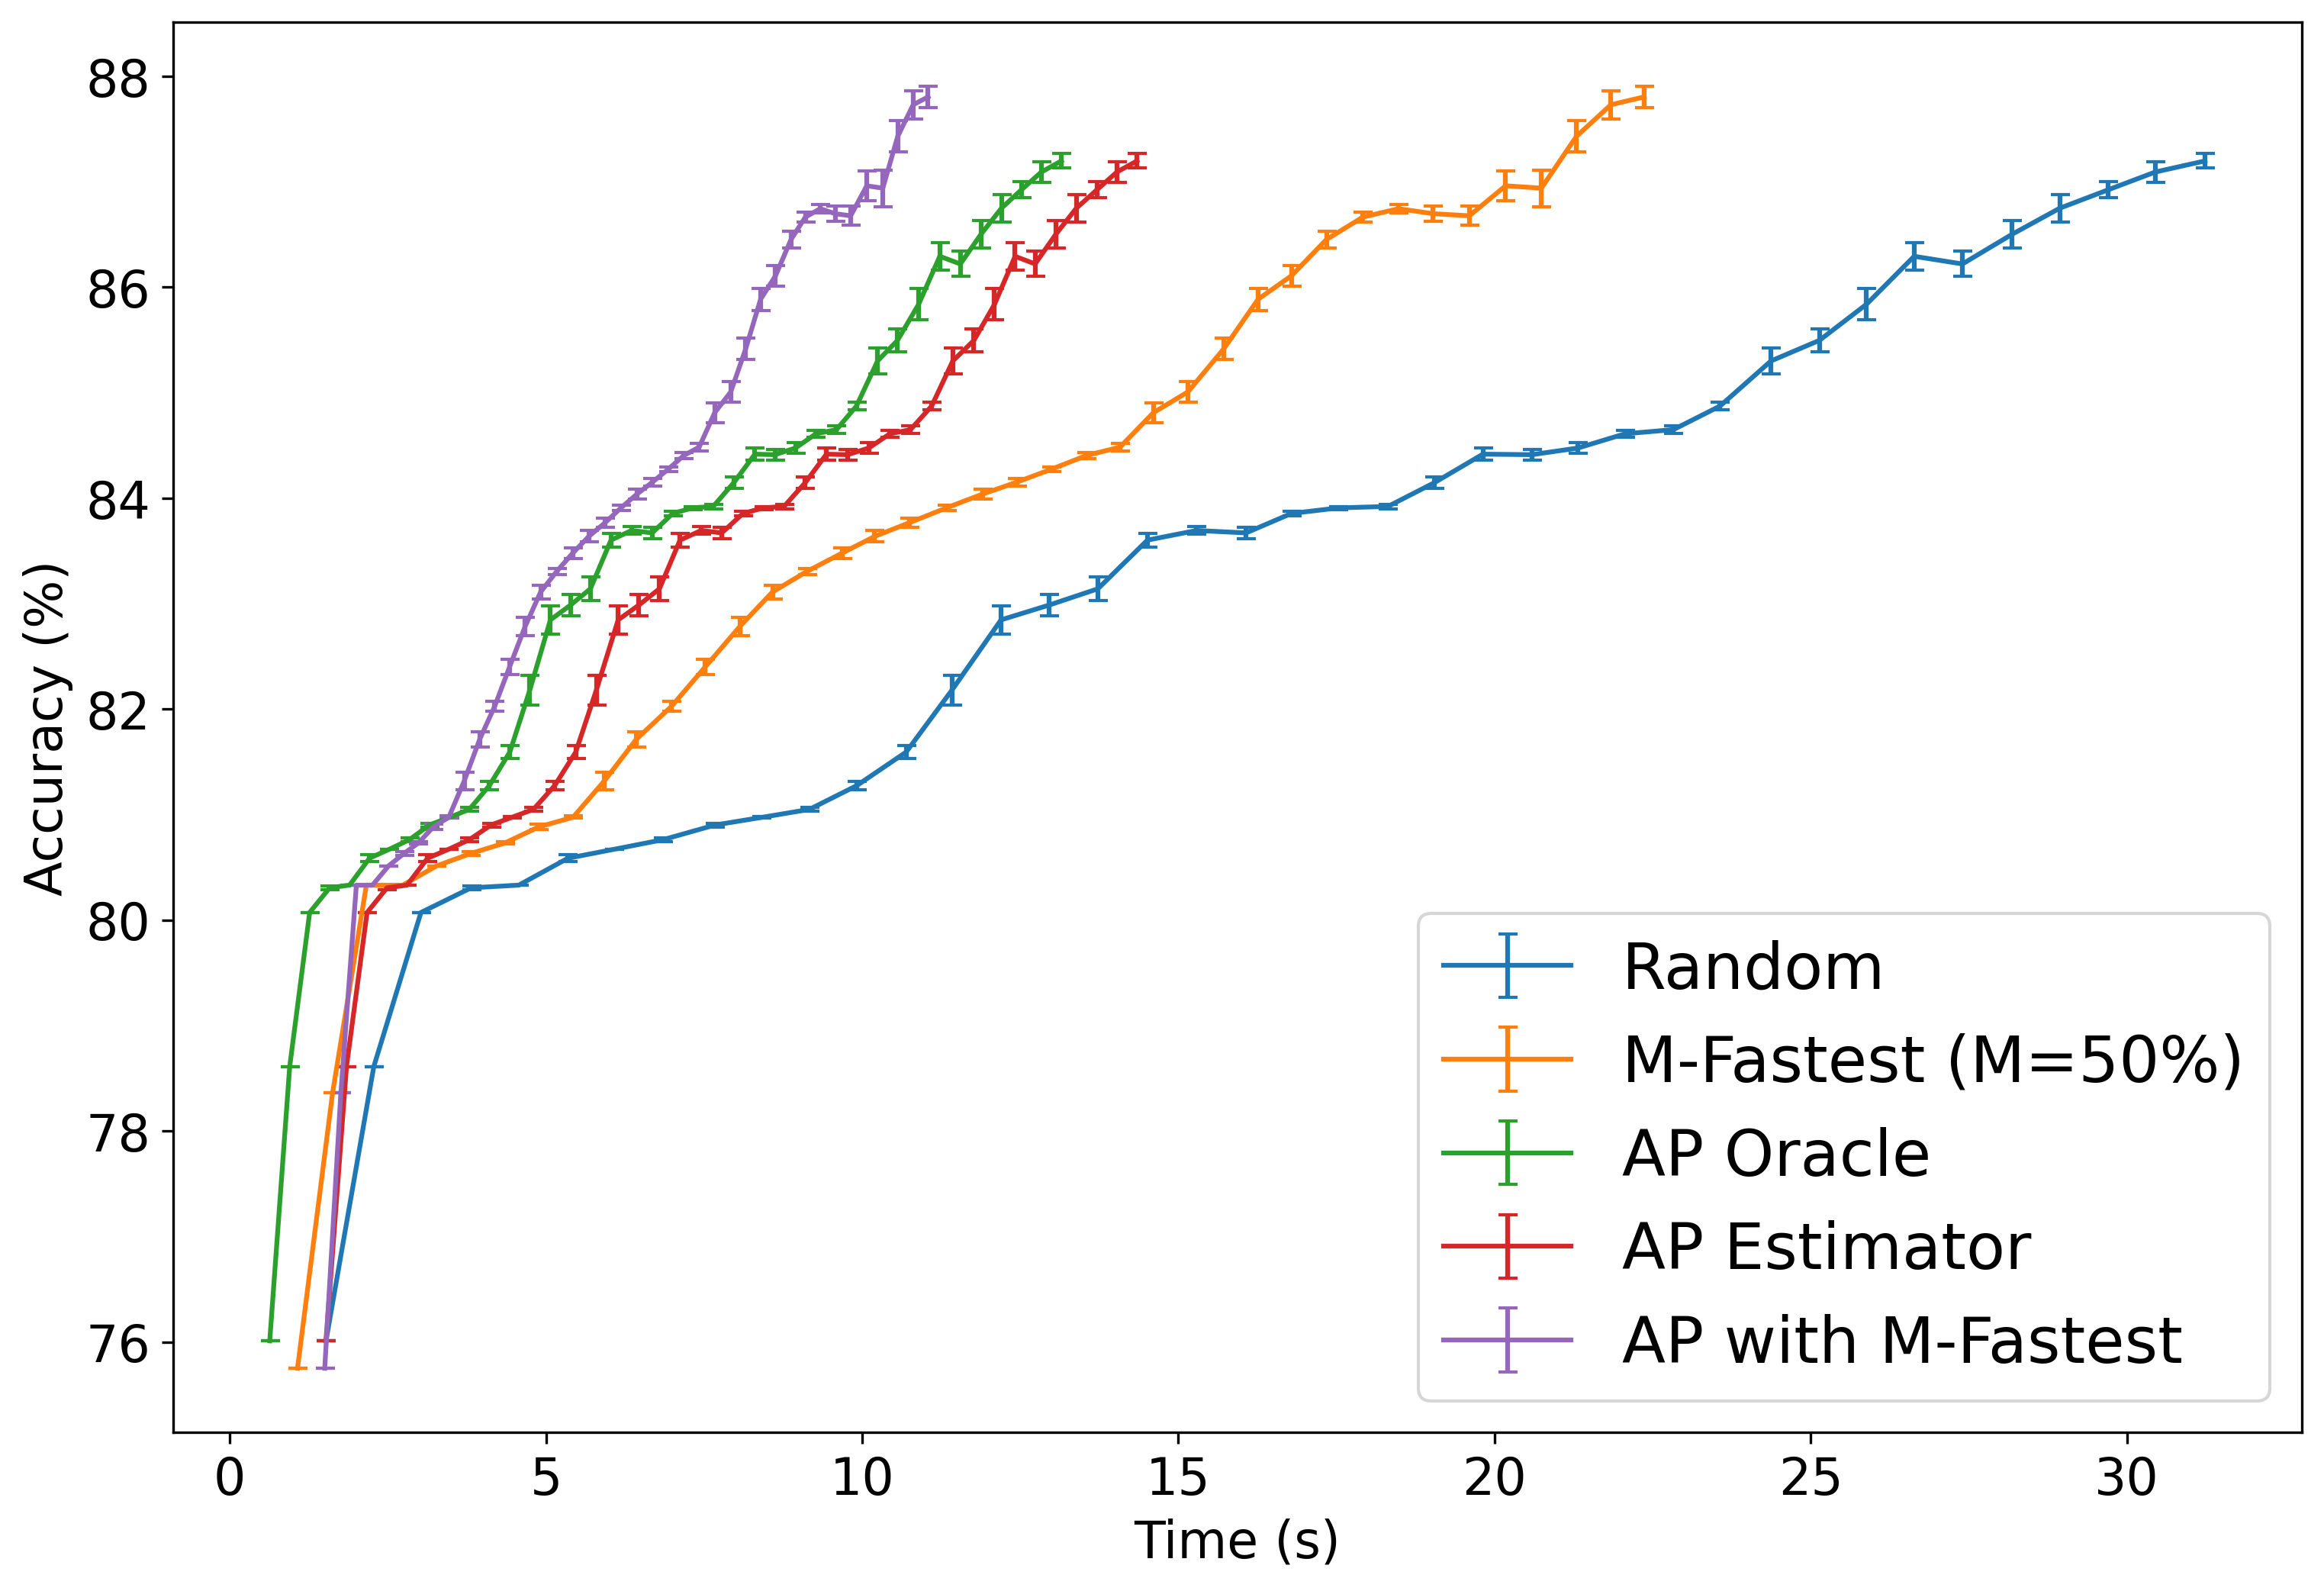 88
86
84
82
80
78
76
Accuracy (%)
0 5 10 15 20 25 30
Time (s)
Random
M-Fastest (M=50%)
AP Oracle
AP Estimator
AP with M-Fastest